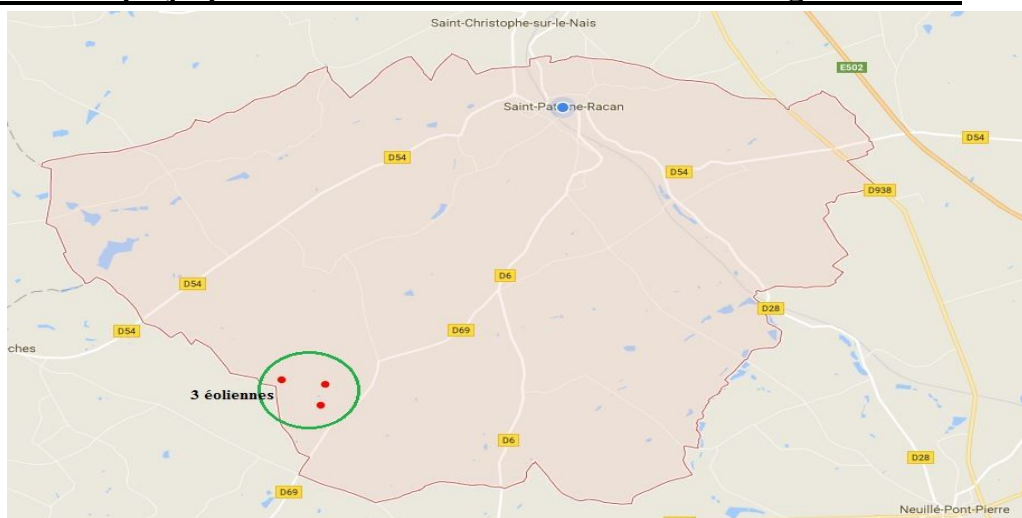 Saint-Christophe-sur-le-Nais
E502
Saint-Paterne-Racan
D54
D54
D54
D938
D6
D54
D28
D69
D54
ches
3 éoliennes
D6
D28
D69
Neuillé-Pont-Pierre